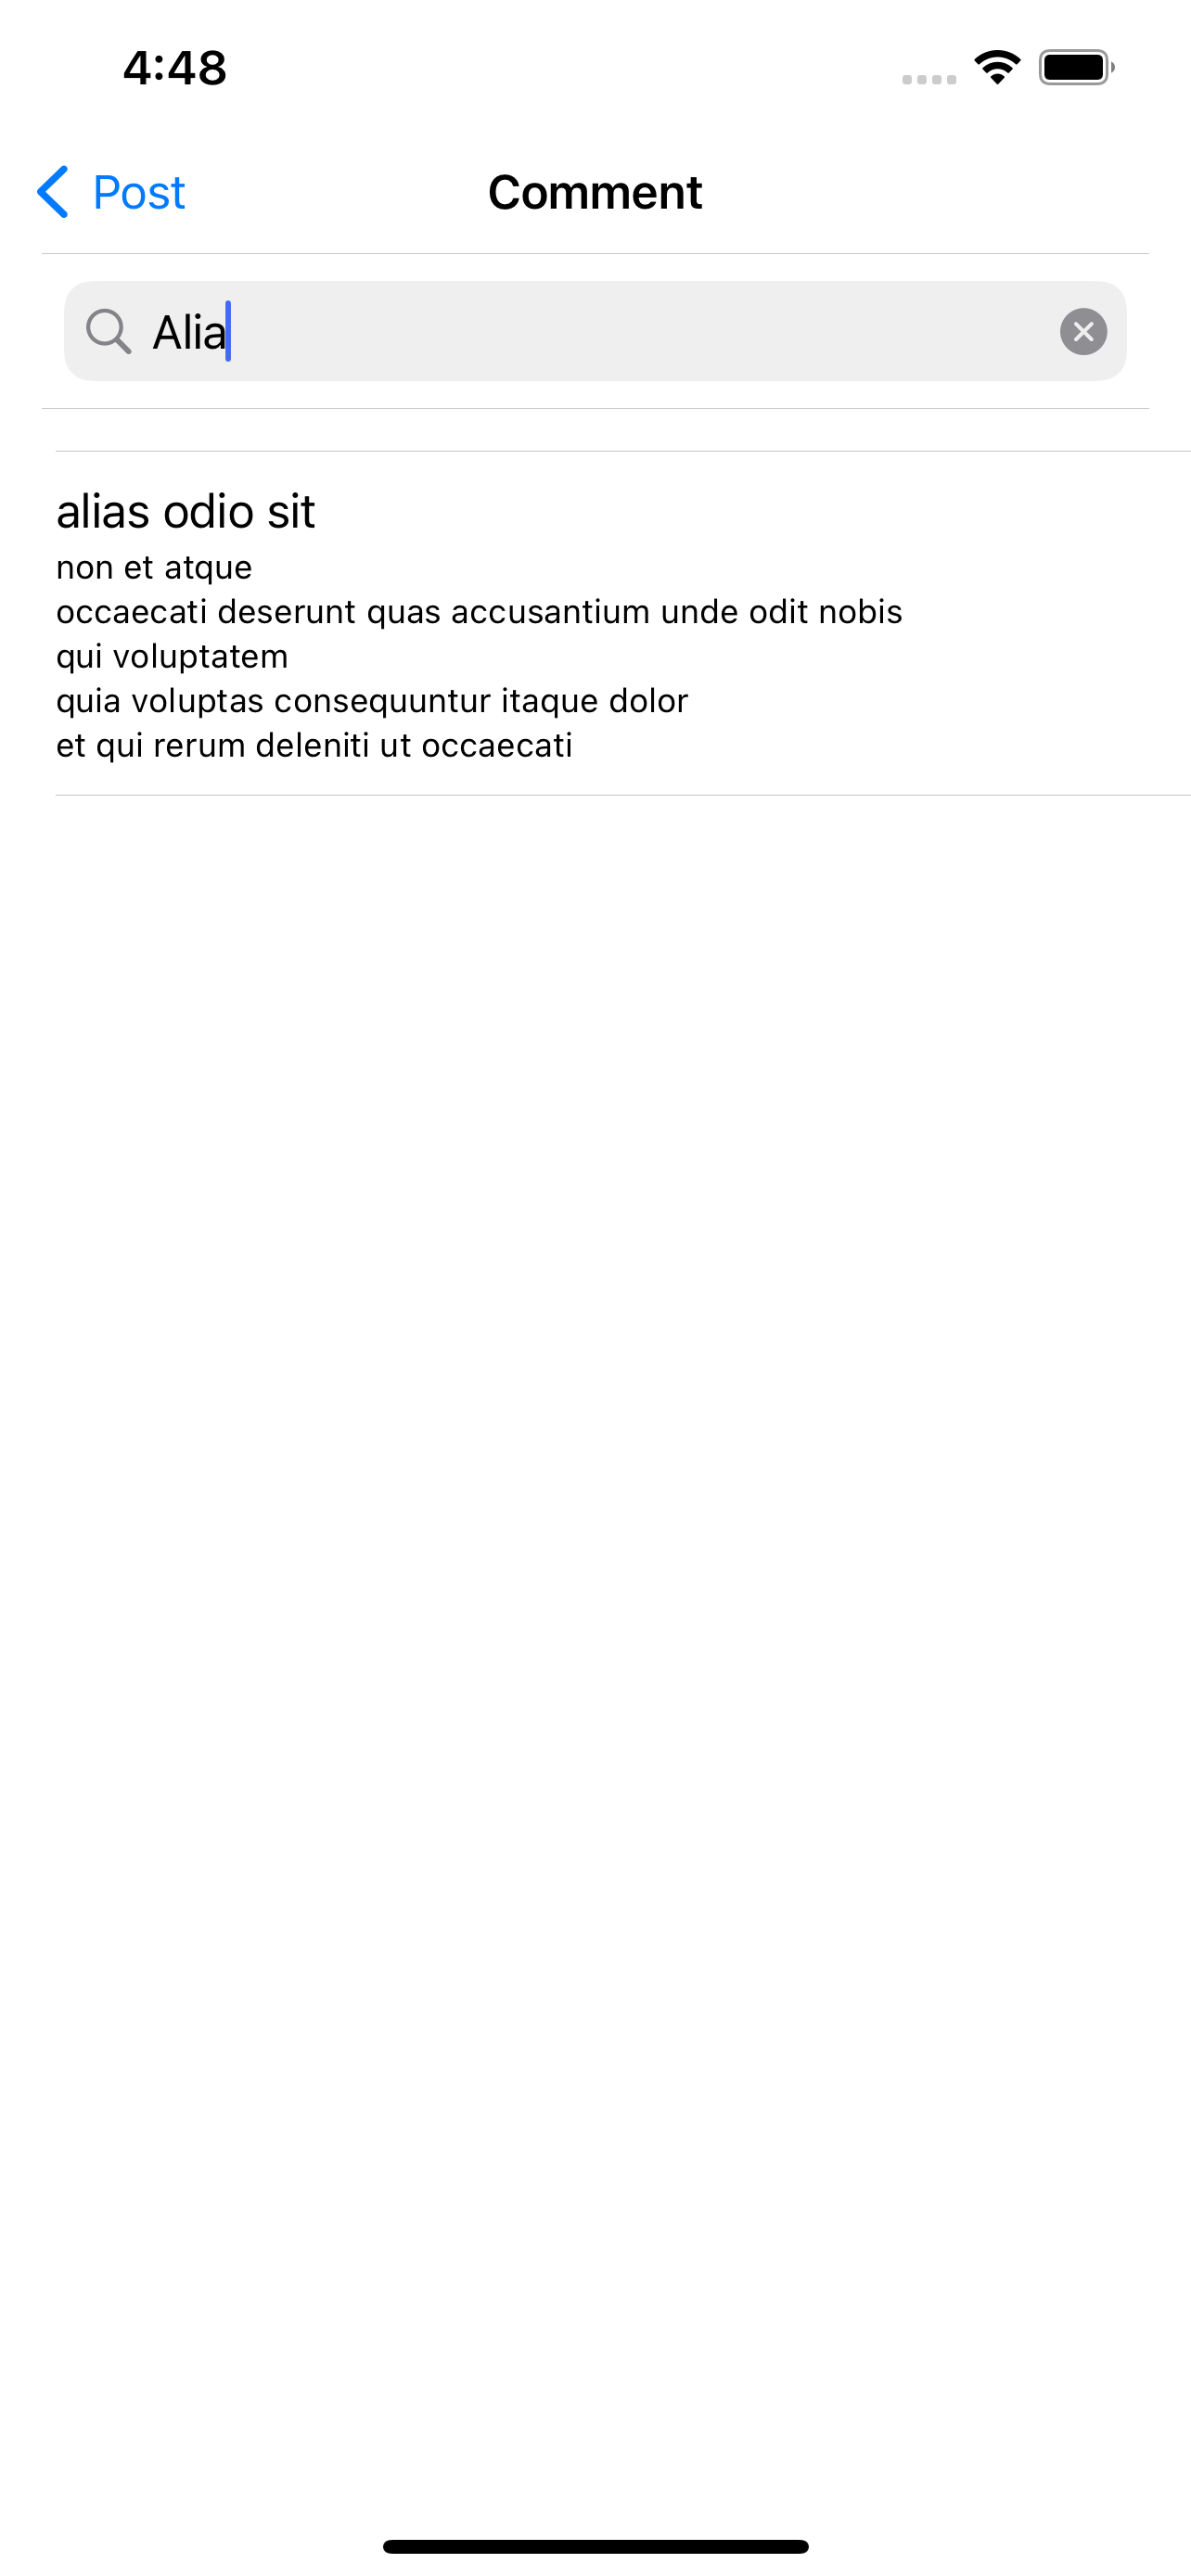 4:48
Post
Comment
Alia
alias odio sit
non et atque
occaecati deserunt quas accusantium unde odit nobis
qui voluptatem
quia voluptas consequuntur itaque dolor
et qui rerum deleniti ut occaecati